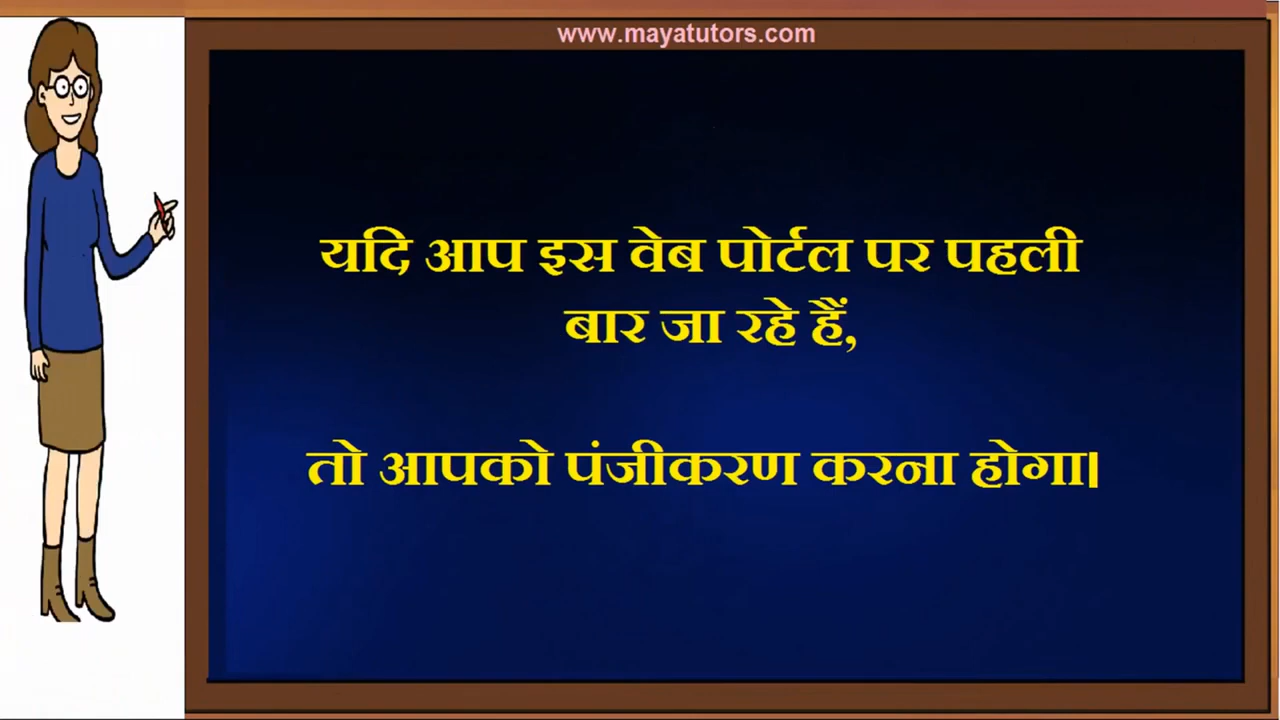 www.mayatutors.com
यदि आप इस वेब पोर्टल पर पहली
बार जा रहे हैं,
तो आपको पंजीकरण करना होगा।